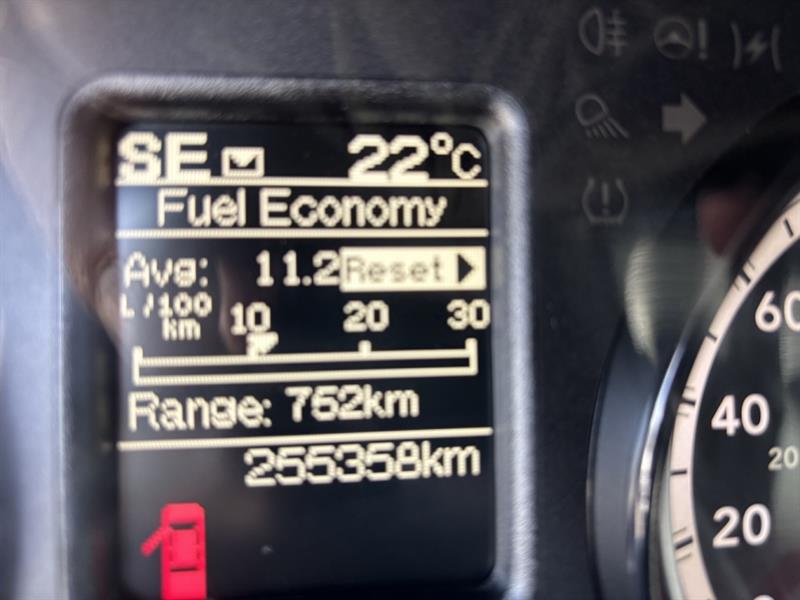 SE 22°C
Fuel Economy
Avg: 11.2 Reset
L/100 km 10 20 30
Range: 752km
255358km
60
40
20
20